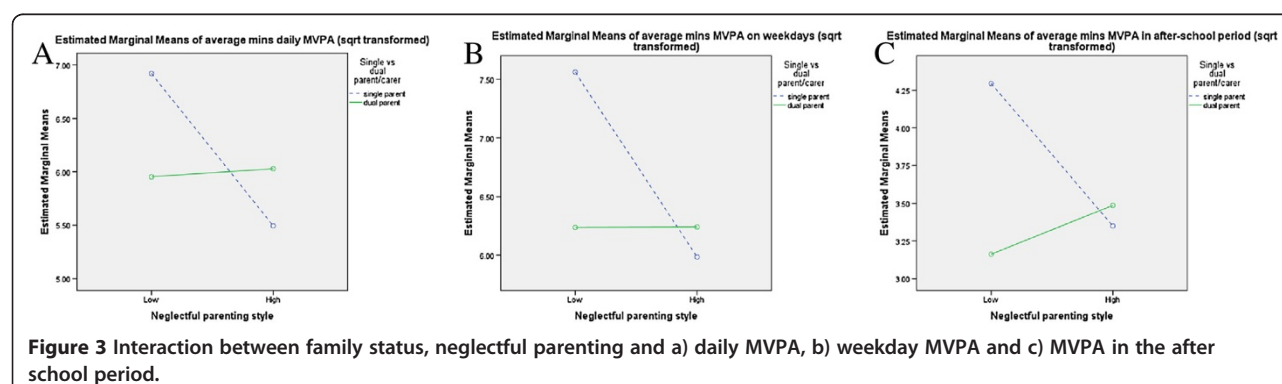 A
Estimated Marginal Means of average mins daily MVPA (sqrt transformed)
Single vs
dual
parent/carer
single parent
dual parent
Estimated Marginal Means
7.00
6.50
6.00
5.50
5.00
Low
High
Neglectful parenting style
B
Estimated Marginal Means of average mins MVPA on weekdays (sqrt
transformed)
Single vs
dual
parent/carer
single parent
dual parent
Estimated Marginal Means
7.50
7.00
6.50
6.00
Low
High
Neglectful parenting style
C
Estimated Marginal Means of average mins MVPA in after-school period (sqrt
transformed)
Single vs
dual
parent/carer
single parent
dual parent
Estimated Marginal Means
4.25
4.00
3.75
3.50
3.25
3.00
Low
High
Neglectful parenting style
Figure 3 Interaction between family status, neglectful parenting and a) daily MVPA, b) weekday MVPA and c) MVPA in the after
school period.